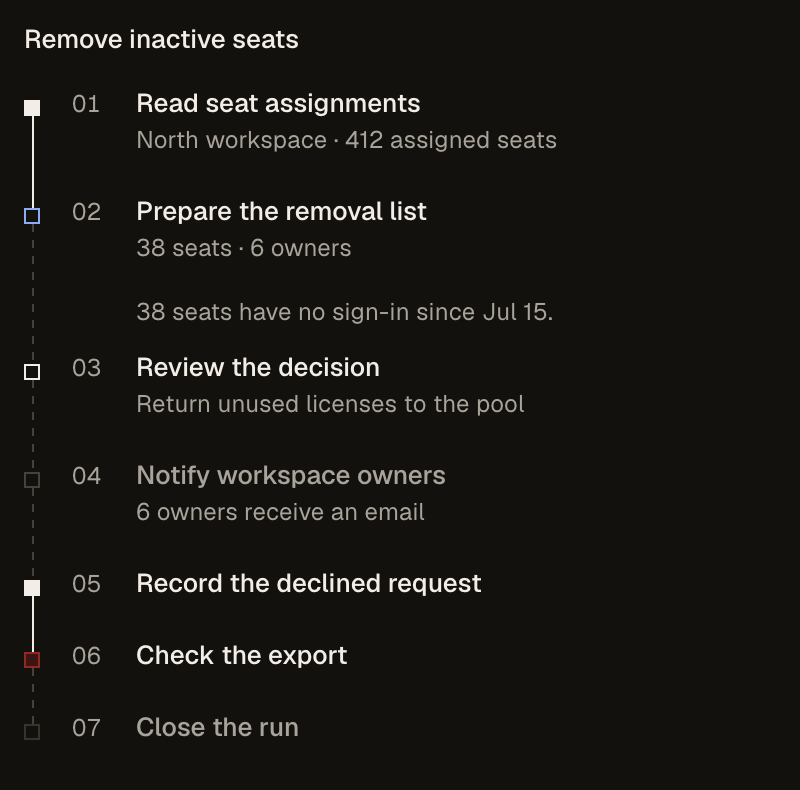 Remove inactive seats
01 Read seat assignments
North workspace · 412 assigned seats
02 Prepare the removal list
38 seats · 6 owners
38 seats have no sign-in since Jul 15.
03 Review the decision
Return unused licenses to the pool
04 Notify workspace owners
6 owners receive an email
05 Record the declined request
06 Check the export
07 Close the run